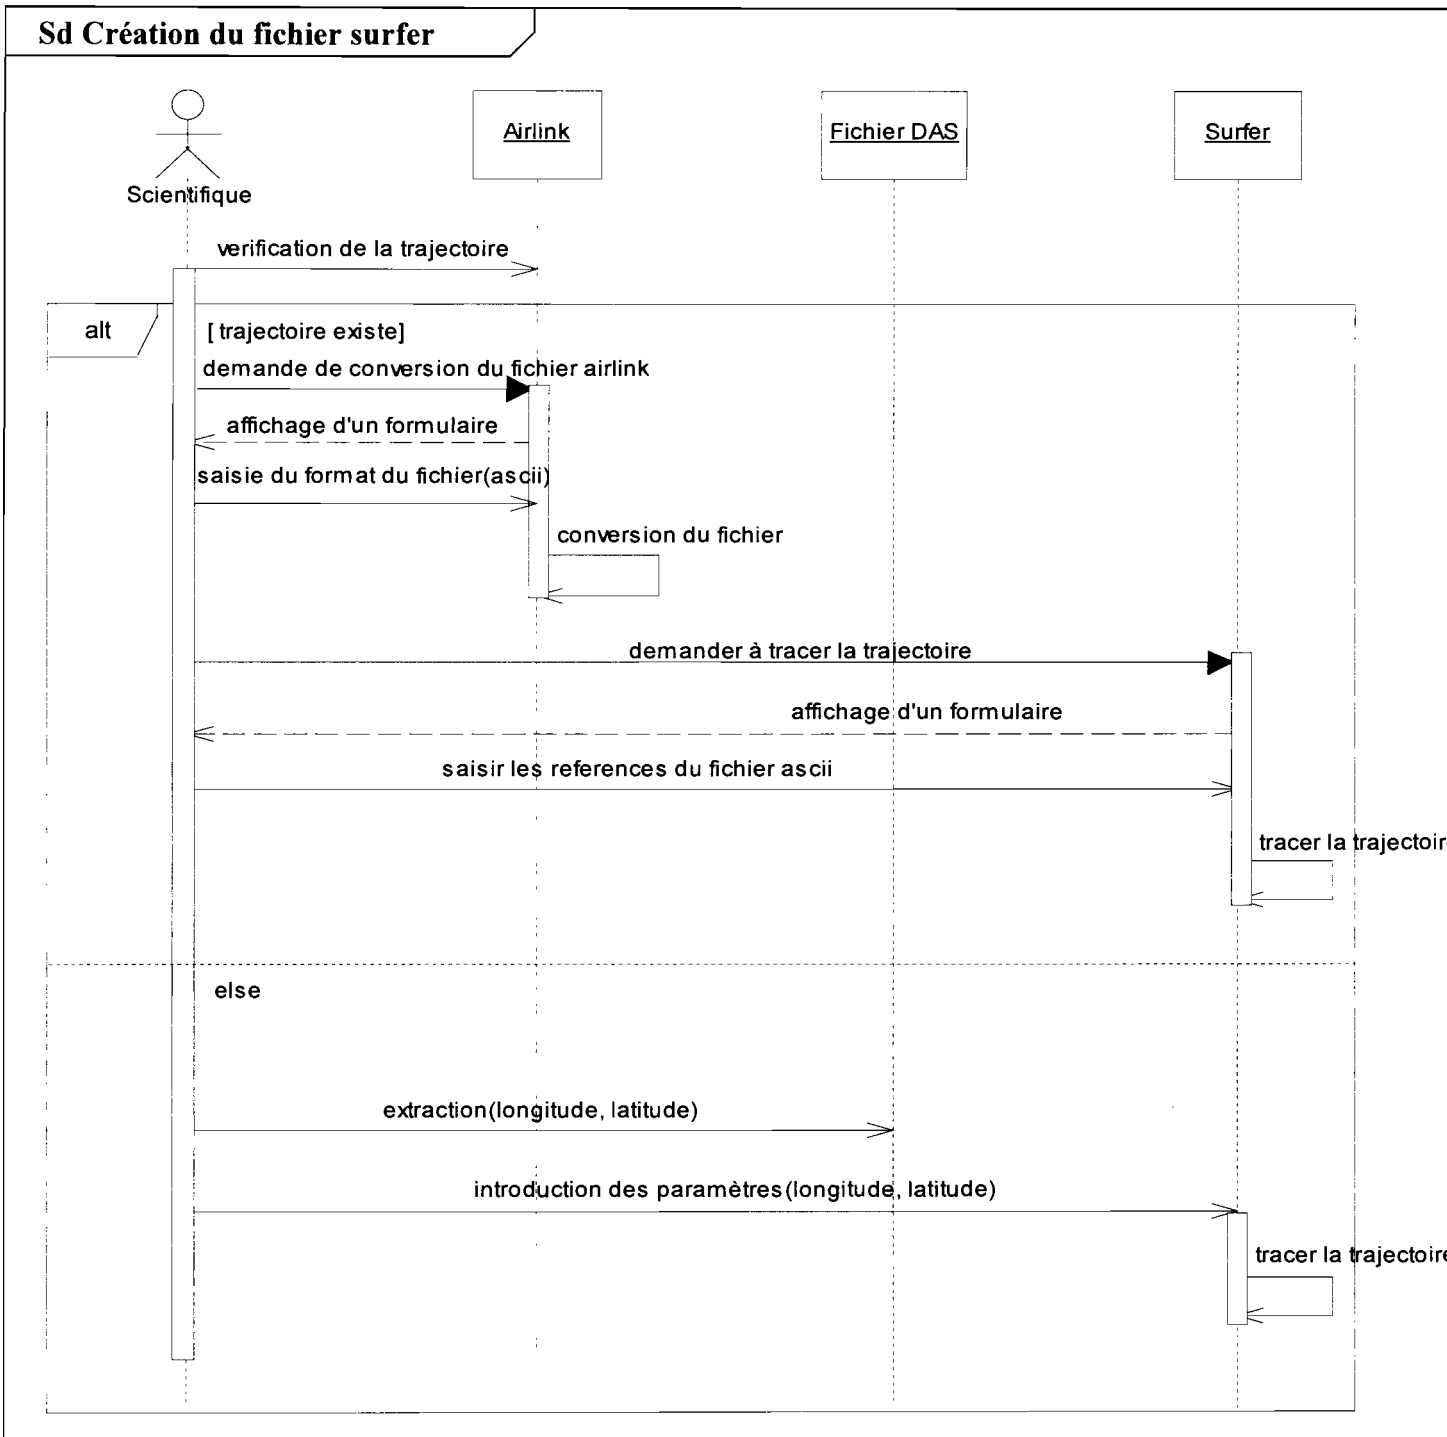 Sd Création du fichier surfer
Airlink
Fichier DAS
Surfer
Scientifique
verification de la trajectoire
alt
[ trajectoire existe]
demande de conversion du fichier airlink
affichage d'un formulaire
saisie du format du fichier(ascii)
conversion du fichier
demander à tracer la trajectoire
affichage d'un formulaire
saisir les references du fichier ascii
tracer la trajectoire
else
extraction(longitude, latitude)
introduction des paramètres(longitude, latitude)
tracer la trajectoire